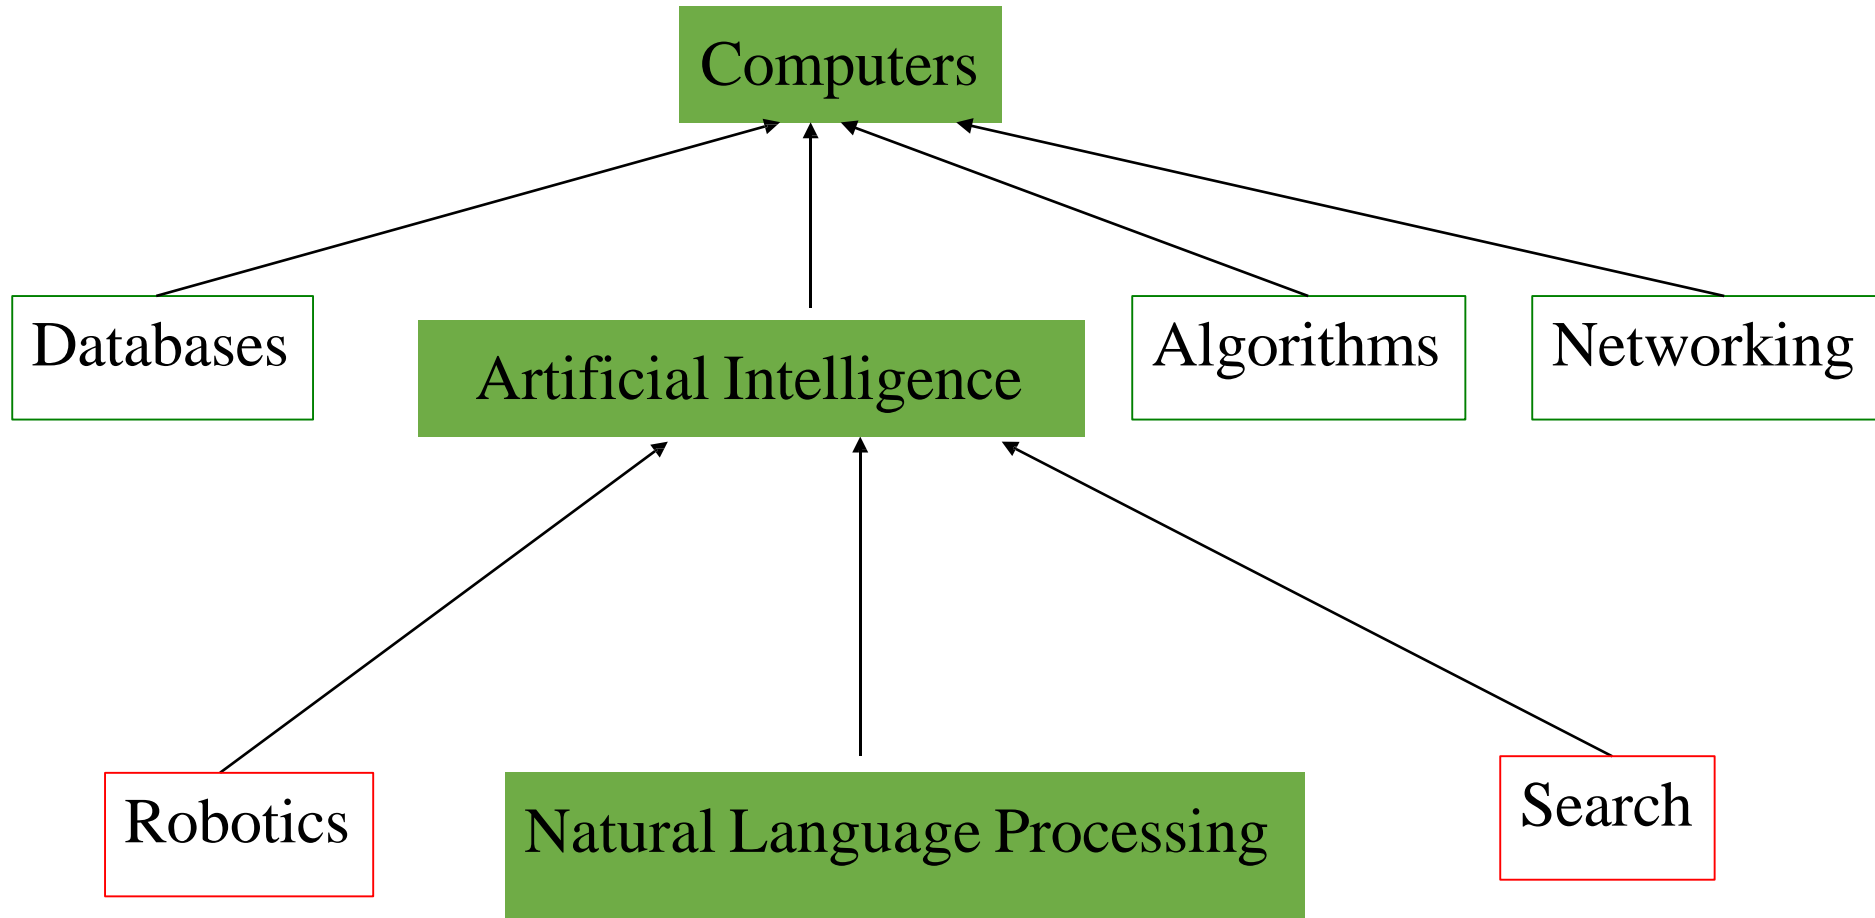 Computers
Databases
Artificial Intelligence
Algorithms
Networking
Robotics
Natural Language Processing
Search